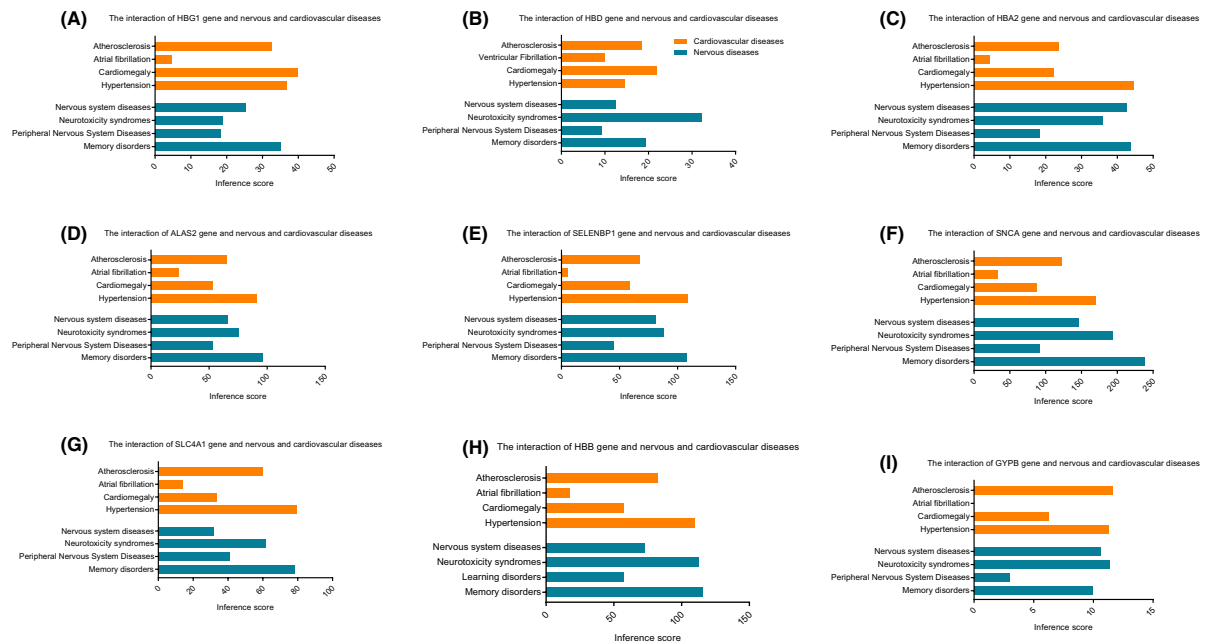 (A)
The interaction of HBG1 gene and nervous and cardiovascular diseases
Atherosclerosis
Atrial fibrillation
Cardiomegaly
Hypertension
Nervous system diseases
Neurotoxicity syndromes
Peripheral Nervous System Diseases
Memory disorders
0 10 20 30 40 50
Inference score
(B)
The interaction of HBD gene and nervous and cardiovascular diseases
Atherosclerosis
Ventricular Fibrillation
Cardiomegaly
Hypertension
Nervous system diseases
Neurotoxicity syndromes
Peripheral Nervous System Diseases
Memory disorders
Cardiovascular diseases
Nervous diseases
0 10 20 30 40
Inference score
(C)
The interaction of HBA2 gene and nervous and cardiovascular diseases
Atherosclerosis
Atrial fibrillation
Cardiomegaly
Hypertension
Nervous system diseases
Neurotoxicity syndromes
Peripheral Nervous System Diseases
Memory disorders
0 10 20 30 40 50
Inference score
(D)
The interaction of ALAS2 gene and nervous and cardiovascular diseases
Atherosclerosis
Atrial fibrillation
Cardiomegaly
Hypertension
Nervous system diseases
Neurotoxicity syndromes
Peripheral Nervous System Diseases
Memory disorders
0 50 100 150
Inference score
(E)
The interaction of SELENBP1 gene and nervous and cardiovascular diseases
Atherosclerosis
Atrial fibrillation
Cardiomegaly
Hypertension
Nervous system diseases
Neurotoxicity syndromes
Peripheral Nervous System Diseases
Memory disorders
0 50 100 150
Inference score
(F)
The interaction of SNCA gene and nervous and cardiovascular diseases
Atherosclerosis
Atrial fibrillation
Cardiomegaly
Hypertension
Nervous system diseases
Neurotoxicity syndromes
Peripheral Nervous System Diseases
Memory disorders
0 50 100 150 200 250
Inference score
(G)
The interaction of SLC4A1 gene and nervous and cardiovascular diseases
Atherosclerosis
Atrial fibrillation
Cardiomegaly
Hypertension
Nervous system diseases
Neurotoxicity syndromes
Peripheral Nervous System Diseases
Memory disorders
0 20 40 60 80 100
Inference score
(H)
The interaction of HBB gene and nervous and cardiovascular diseases
Atherosclerosis
Atrial fibrillation
Cardiomegaly
Hypertension
Nervous system diseases
Neurotoxicity syndromes
Learning disorders
Memory disorders
0 50 100 150
Inference score
(I)
The interaction of GYPB gene and nervous and cardiovascular diseases
Atherosclerosis
Atrial fibrillation
Cardiomegaly
Hypertension
Nervous system diseases
Neurotoxicity syndromes
Peripheral Nervous System Diseases
Memory disorders
0 5 10 15
Inference score